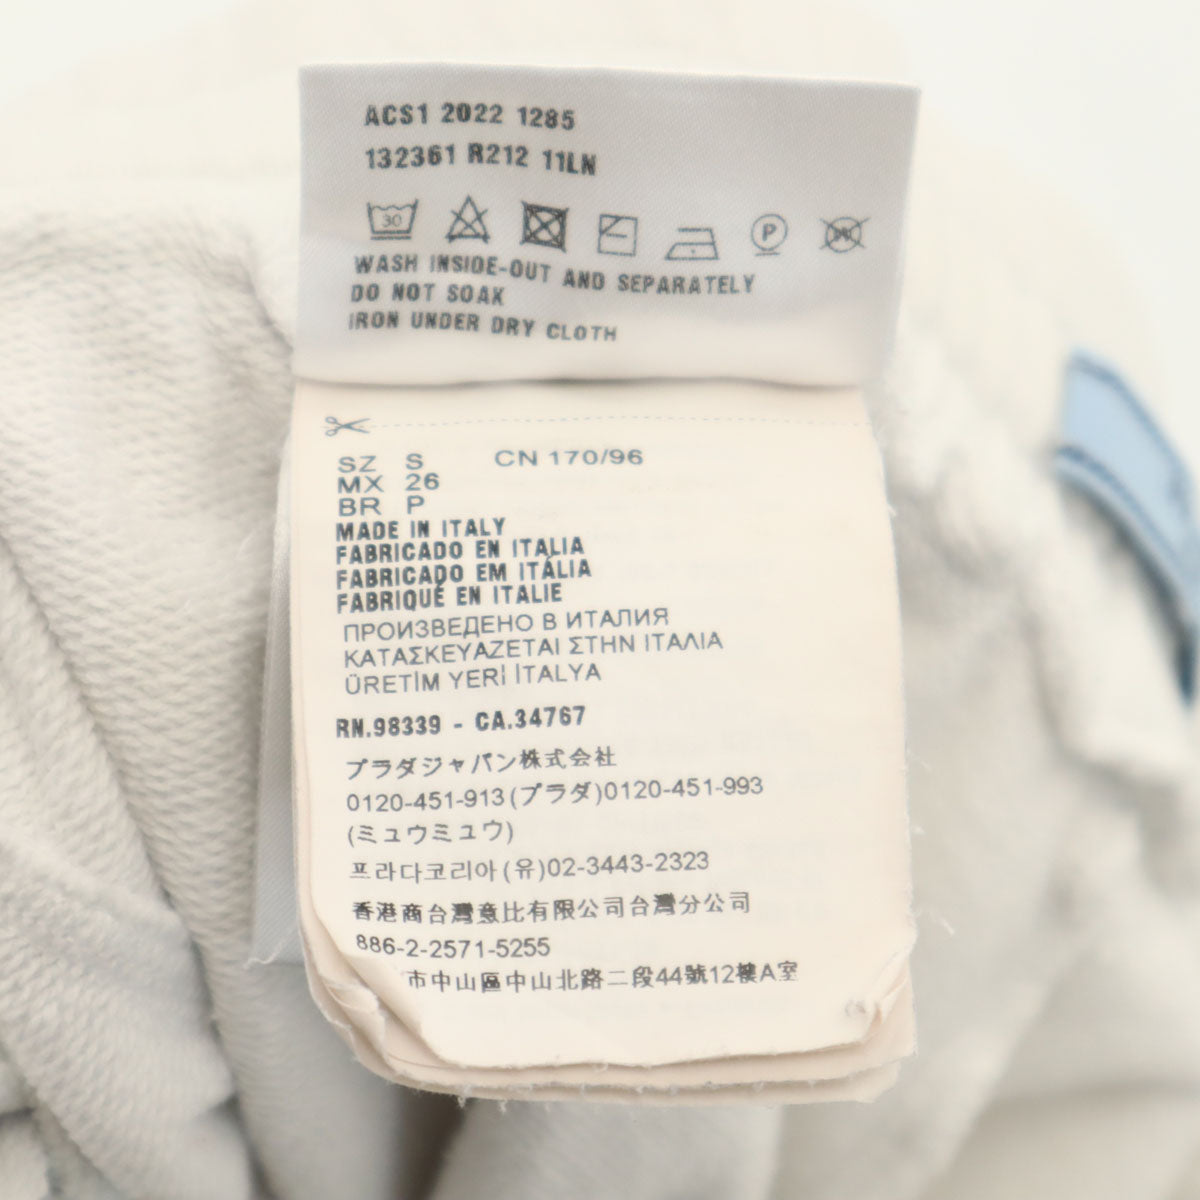 ACS1 2022 1285
132361 R212 11LN
30 P
WASH INSIDE-OUT AND SEPARATELY
DO NOT SOAK
IRON UNDER DRY CLOTH
SZ S CN 170/96
MX 26
BR P
MADE IN ITALY
FABRICADO EN ITALIA
FABRICADO EM ITÁLIA
FABRIQUÉ EN ITALIE
ПРОИЗВЕДЕНО В ИТАЛИЯ
ΚΑΤΑΣΚΕΥΑΖΕΤΑΙ ΣΤΗΝ ΙΤΑΛΙΑ
ÜRETİM YERİ İTALYA
RN.98339 - CA.34767
プラダジャパン株式会社
0120-451-913(プラダ)0120-451-993
(ミュウミュウ)
프라다코리아(유)02-3443-2323
香港商台灣意比有限公司台灣分公司
886-2-2571-5255
市中山區中山北路二段44號12樓A室